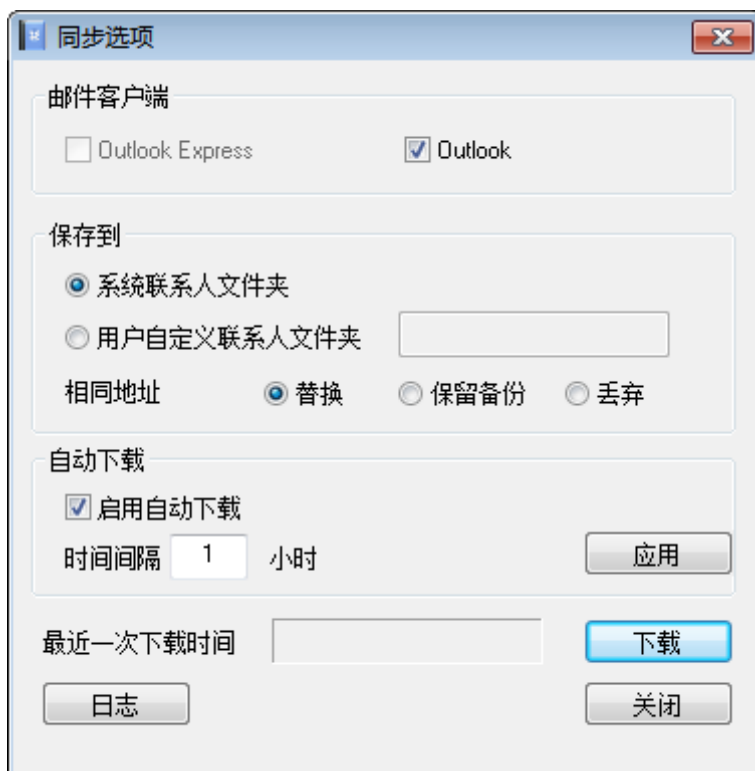 同步选项
邮件客户端
Outlook Express Outlook
保存到
系统联系人文件夹
用户自定义联系人文件夹
相同地址 替换 保留备份 丢弃
自动下载
启用自动下载
时间间隔 1 小时 应用
最近一次下载时间 下载
日志 关闭